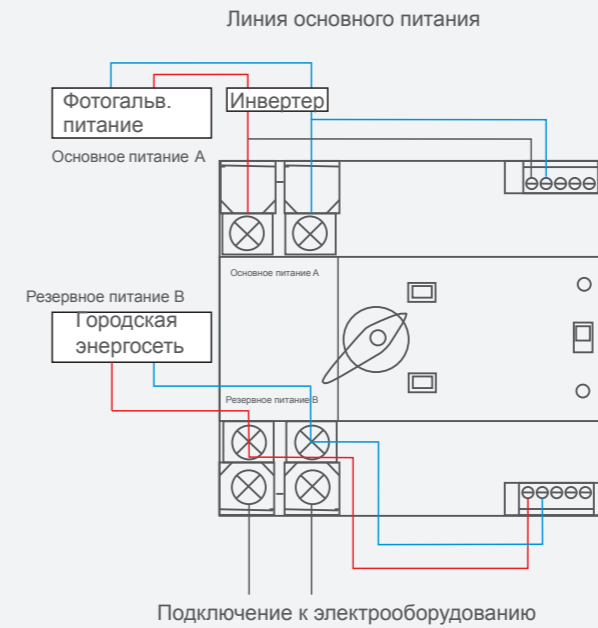 Линия основного питания
Фотогальв.
питание
Инвертер
Основное питание А
Основное питание А
Резервное питание В
Городская
энергосеть
Резервное питание В
Подключение к электрооборудованию